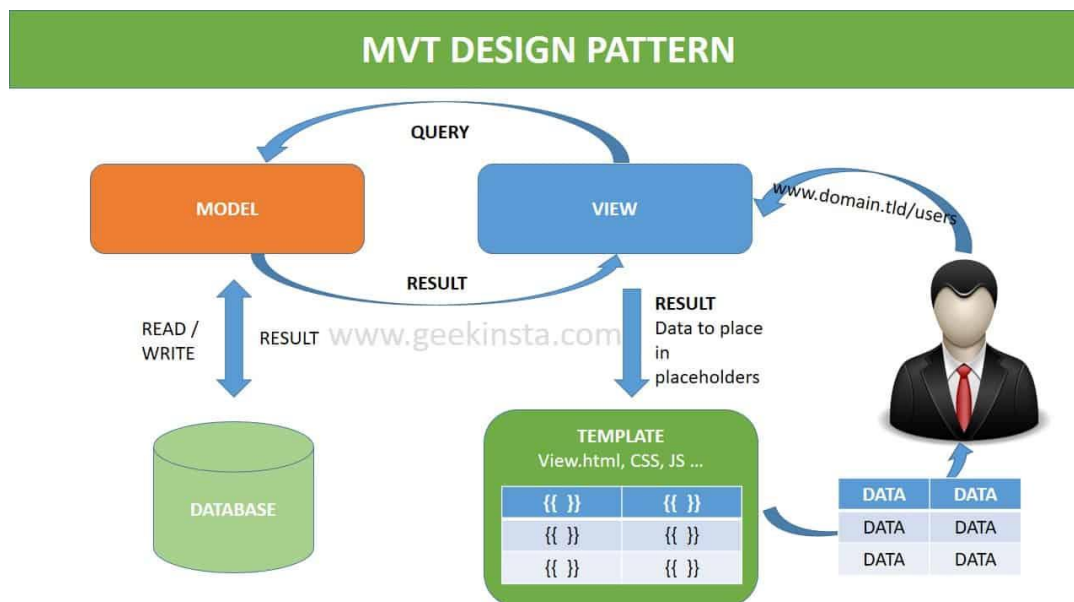 MVT DESIGN PATTERN
QUERY
MODEL
VIEW
www.domain.tld/users
RESULT
READ /
WRITE
RESULT
www.geekinsta.com
RESULT
Data to place
in
placeholders
DATABASE
TEMPLATE
View.html, CSS, JS ...
{{ }} {{ }}
{{ }} {{ }}
{{ }} {{ }}
DATA DATA
DATA DATA
DATA DATA